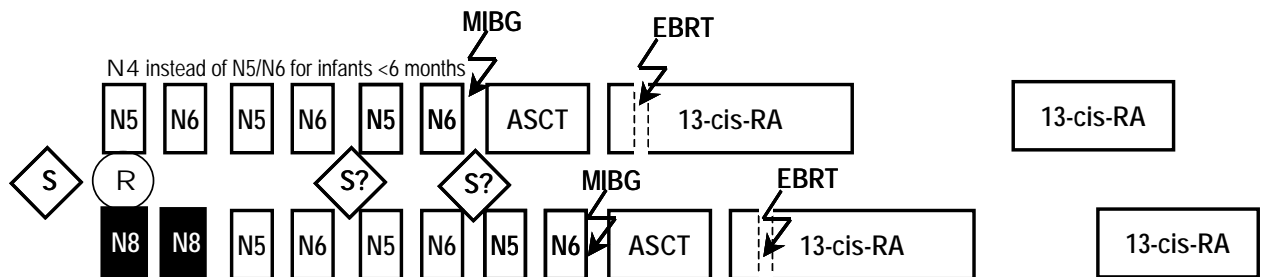 MIBG EBRT
N4 instead of N5/N6 for infants <6 months
N5 N6 N5 N6 N5 N6 ASCT 13-cis-RA 13-cis-RA
S R S? S? MIBG EBRT
N8 N8 N5 N6 N5 N6 N5 N6 ASCT 13-cis-RA 13-cis-RA